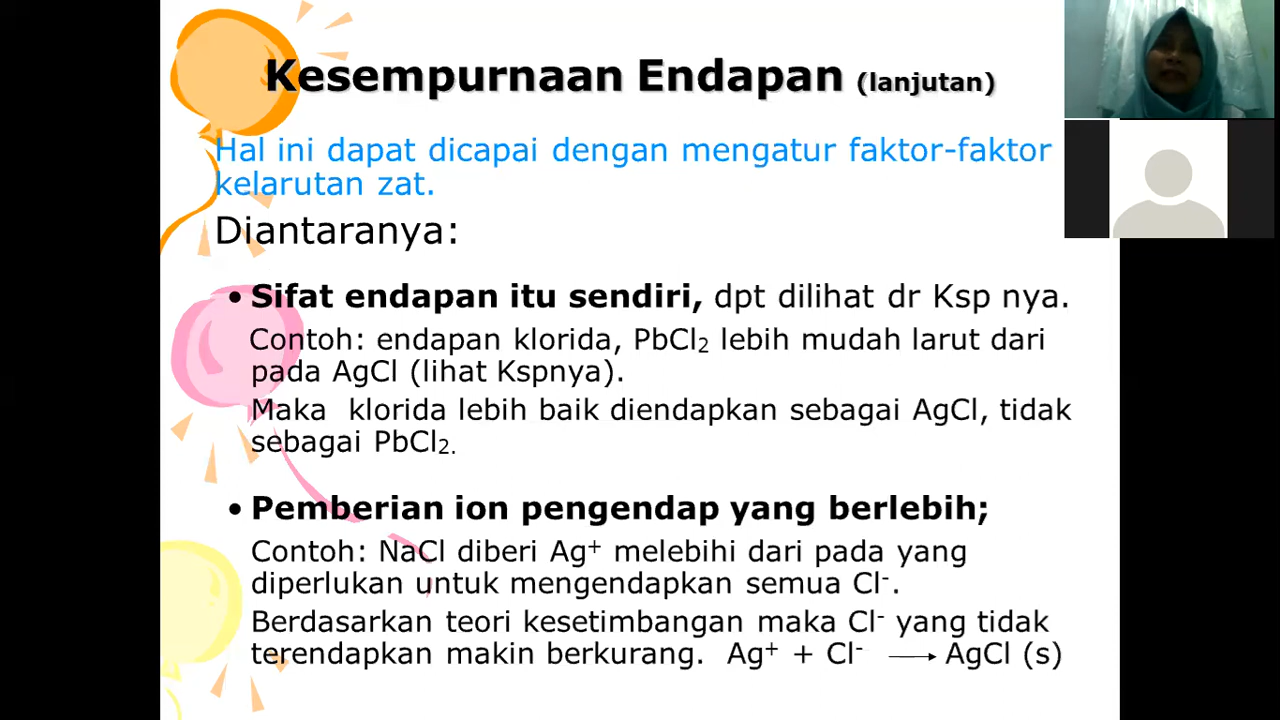 Kesempurnaan Endapan (lanjutan)
Hal ini dapat dicapai dengan mengatur faktor-faktor
kelarutan zat.
Diantaranya:
• Sifat endapan itu sendiri, dpt dilihat dr Ksp nya.
Contoh: endapan klorida, PbCl₂ lebih mudah larut dari
pada AgCl (lihat Kspnya).
Maka klorida lebih baik diendapkan sebagai AgCl, tidak
sebagai PbCl₂.
• Pemberian ion pengendap yang berlebih;
Contoh: NaCl diberi Ag⁺ melebihi dari pada yang
diperlukan untuk mengendapkan semua Cl⁻.
Berdasarkan teori kesetimbangan maka Cl⁻ yang tidak
terendapkan makin berkurang. Ag⁺ + Cl⁻ → AgCl (s)